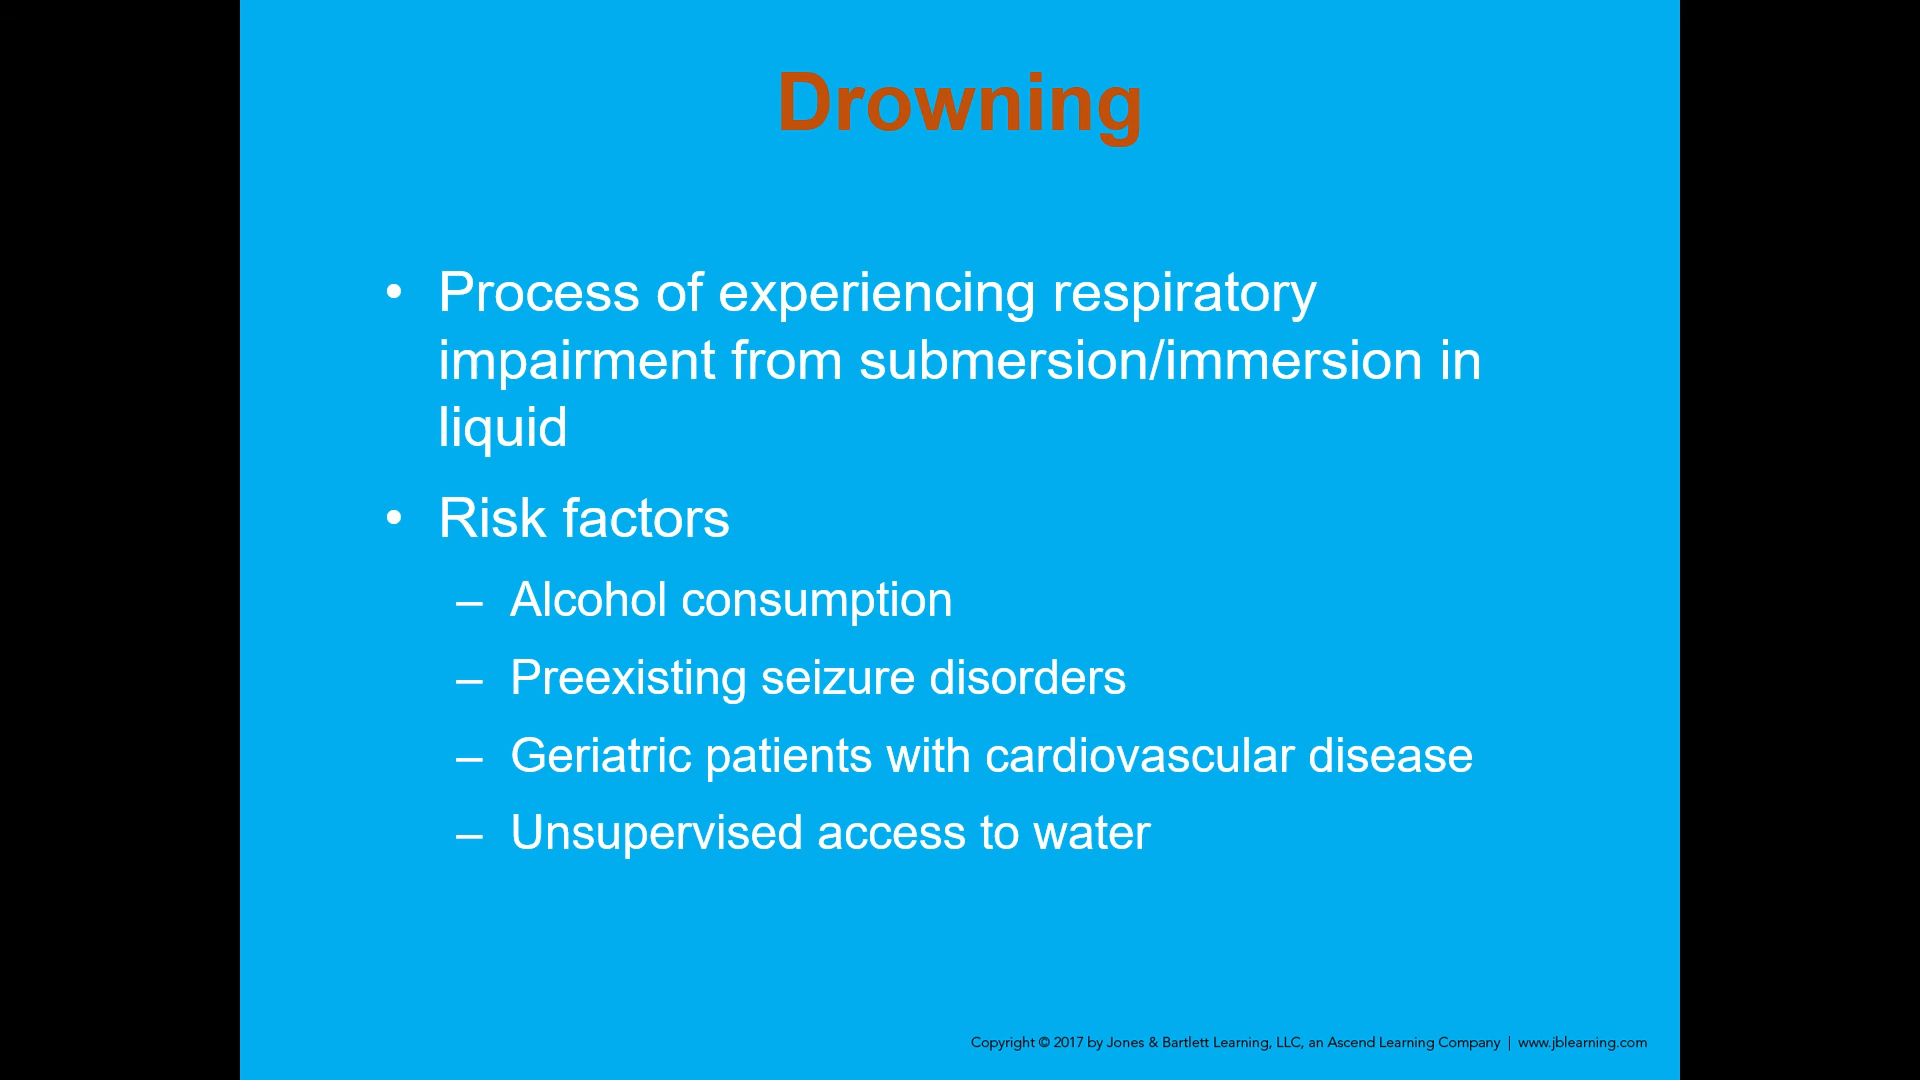 Drowning
• Process of experiencing respiratory
impairment from submersion/immersion in
liquid
• Risk factors
– Alcohol consumption
– Preexisting seizure disorders
– Geriatric patients with cardiovascular disease
– Unsupervised access to water
Copyright © 2017 by Jones & Bartlett Learning, LLC, an Ascend Learning Company | www.jblearning.com